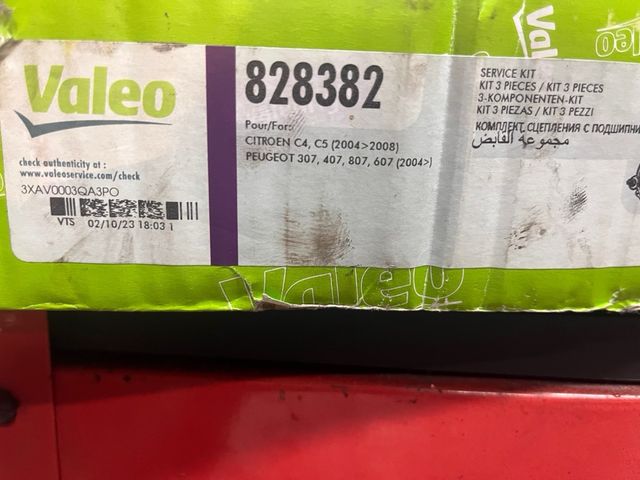 Valeo
Valeo
Valeo
828382
Pour/For:
CITROEN C4, C5 (2004>2008)
PEUGEOT 307, 407, 807, 607 (2004>)
SERVICE KIT
KIT 3 PIECES / KIT 3 PIECES
3-KOMPONENTEN-KIT
KIT 3 PIEZAS / KIT 3 PEZZI
КОМПЛЕКТ СЦЕПЛЕНИЯ С
مجموعة القابض
check authenticity at :
www.valeoservice.com/check
3XAV0003QA3PO
VTS 02/10/23 18:03 1
Valeo